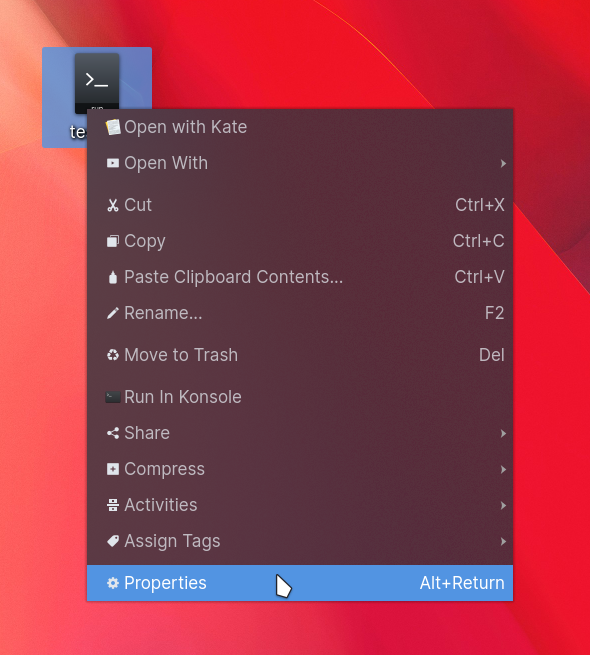 >_
te
Open with Kate
Open With
Cut Ctrl+X
Copy Ctrl+C
Paste Clipboard Contents... Ctrl+V
Rename... F2
Move to Trash Del
Run In Konsole
Share
Compress
Activities
Assign Tags
Properties Alt+Return